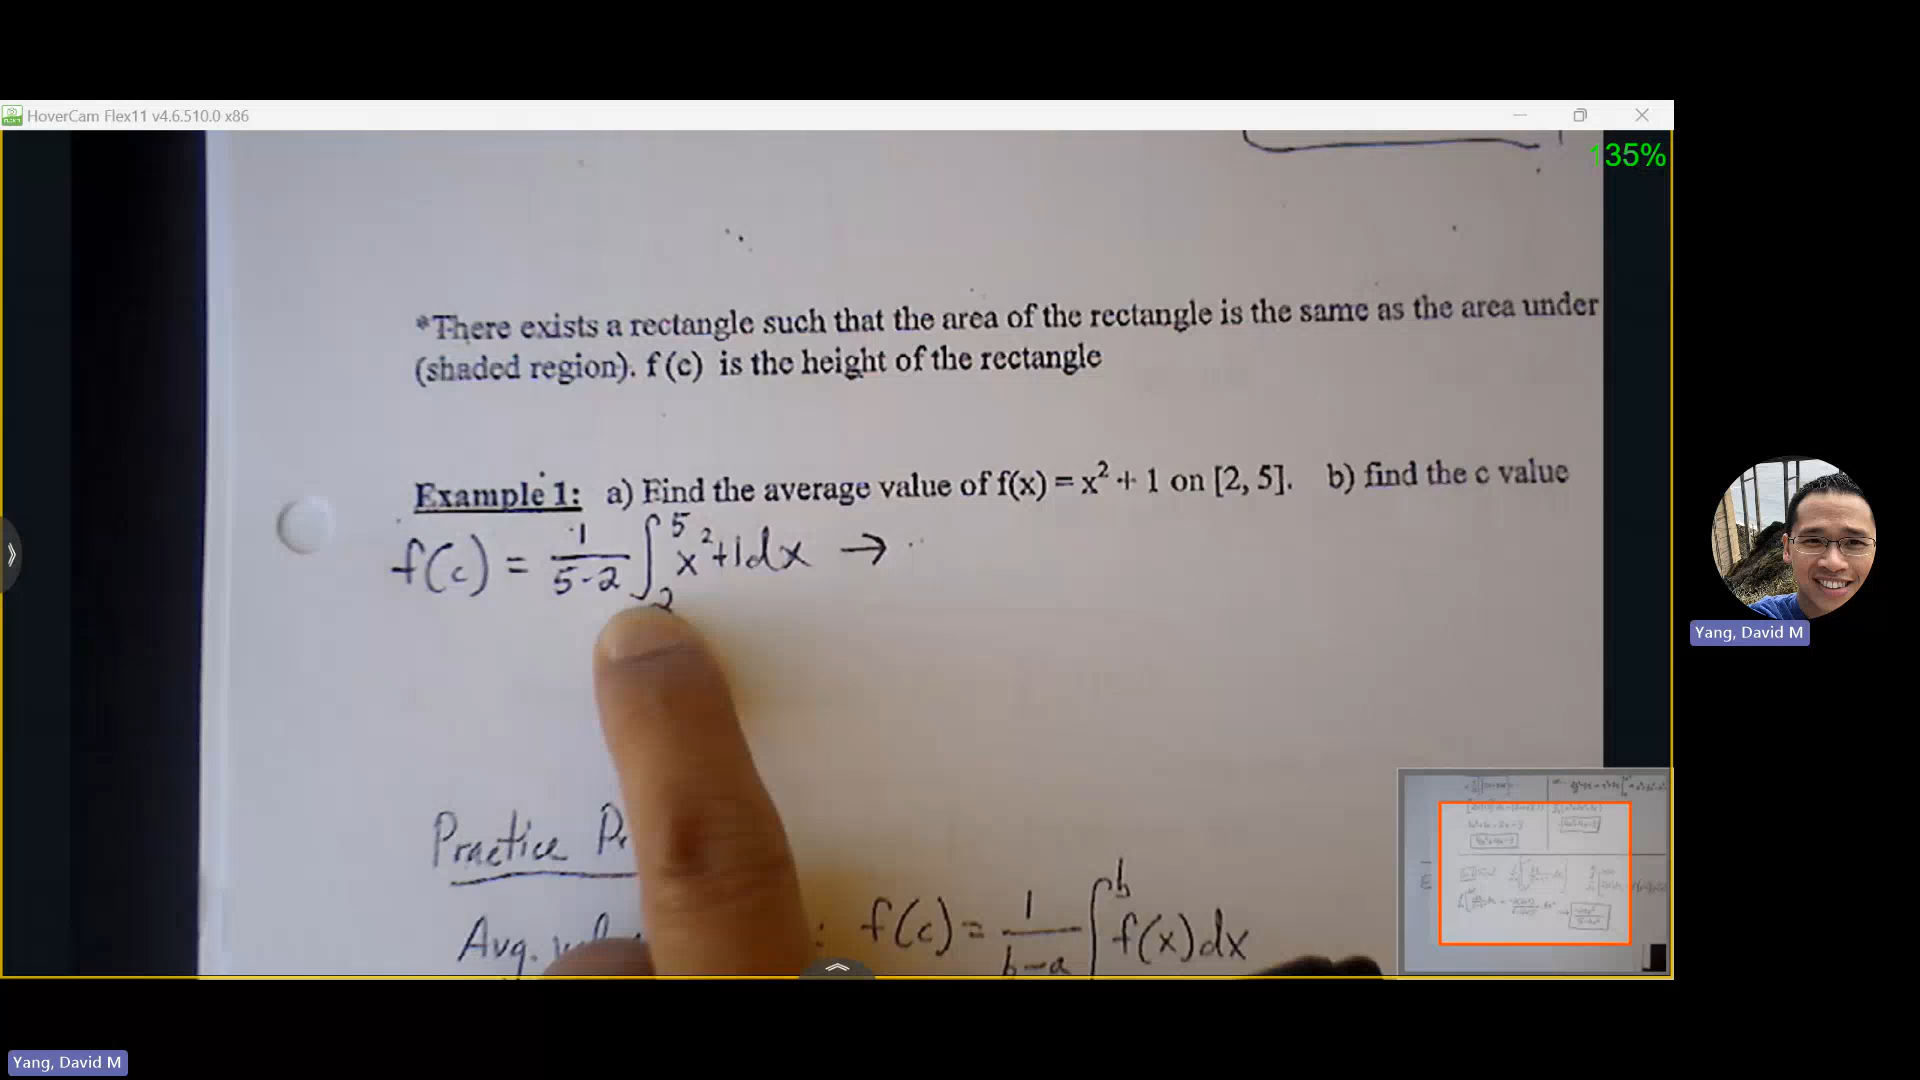 HoverCam Flex11 v4.6.510.0 x86
135%
*There exists a rectangle such that the area of the rectangle is the same as the area under
(shaded region). f(c) is the height of the rectangle
Example 1: a) Find the average value of f(x) = x² + 1 on [2, 5]. b) find the c value
f(c) = 1/(5-2) ∫₂⁵ x²+1dx →
Practice
Avg. : f(c) = 1/(b-a) ∫ᵇ f(x)dx
Yang, David M
Yang, David M